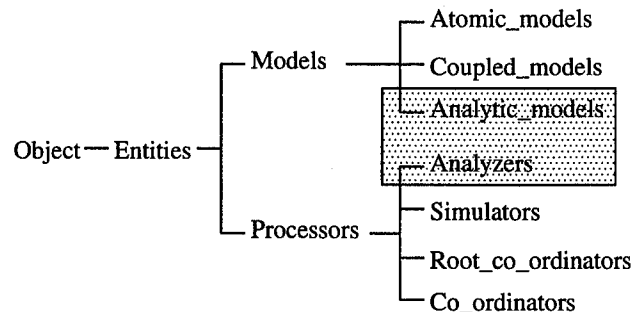 Atomic_models
Models
Coupled_models
Analytic_models
Object
Entities
Analyzers
Simulators
Processors
Root_co_ordinators
Co_ordinators